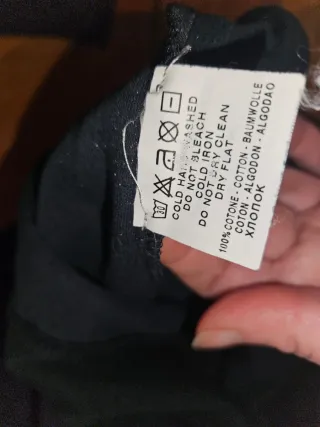 COLD HA WASHED
DO NOT BLEACH
COLD IRON
DO NOT DRY CLEAN
DRY FLAT
100% COTONE - COTTON - BAUMWOLLE
COTON - ALGODON - ALGODAO
ХЛОПОК